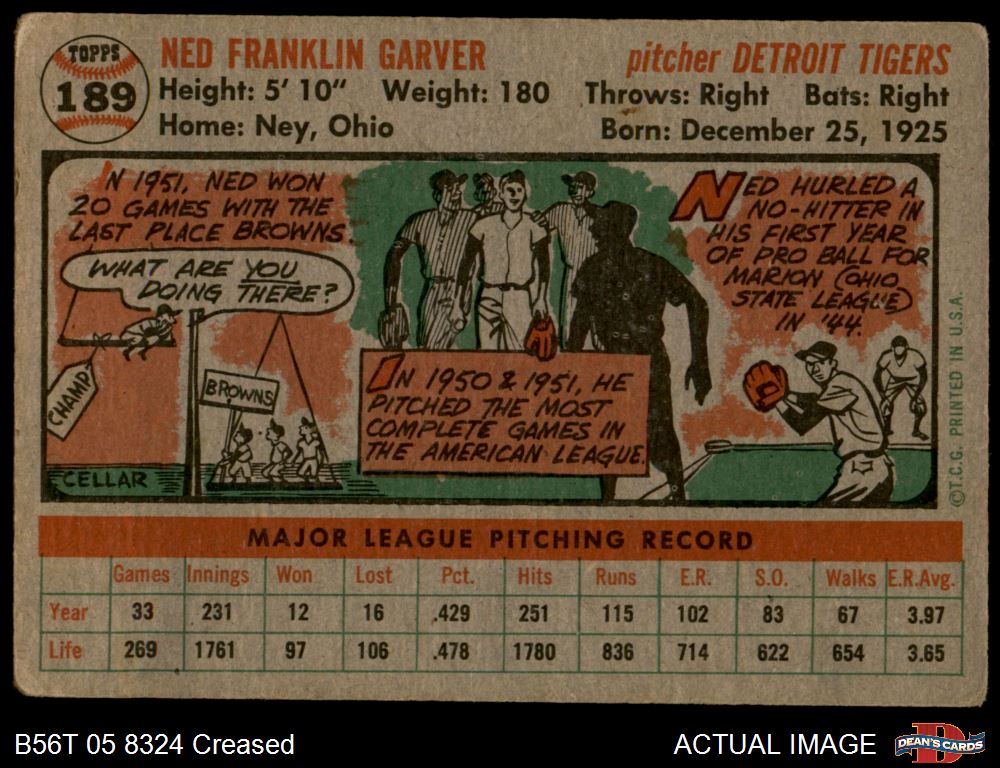 TOPPS
189
NED FRANKLIN GARVER
pitcher DETROIT TIGERS
Height: 5' 10" Weight: 180 Throws: Right Bats: Right
Home: Ney, Ohio
Born: December 25, 1925
IN 1951, NED WON
20 GAMES WITH THE
LAST PLACE BROWNS.
WHAT ARE YOU
DOING THERE?
CHAMP
BROWNS
CELLAR
IN 1950 & 1951, HE
PITCHED THE MOST
COMPLETE GAMES IN
THE AMERICAN LEAGUE.
NED HURLED A
NO-HITTER IN
HIS FIRST YEAR
OF PRO BALL FOR
MARION (OHIO
STATE LEAGUE)
IN '44.
©T.C.G. PRINTED IN U.S.A.
MAJOR LEAGUE PITCHING RECORD
Games Innings Won Lost Pct. Hits Runs E.R. S.O. Walks E.R.Avg.
Year 33 231 12 16 .429 251 115 102 83 67 3.97
Life 269 1761 97 106 .478 1780 836 714 622 654 3.65
B56T 05 8324 Creased
ACTUAL IMAGE
D
DEAN'S CARDS